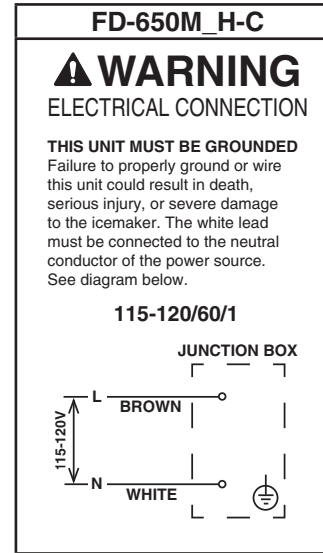 FD-650M_H-C
WARNING
ELECTRICAL CONNECTION
THIS UNIT MUST BE GROUNDED
Failure to properly ground or wire
this unit could result in death,
serious injury, or severe damage
to the icemaker. The white lead
must be connected to the neutral
conductor of the power source.
See diagram below.
115-120/60/1
JUNCTION BOX
L
BROWN
115-120V
N
WHITE